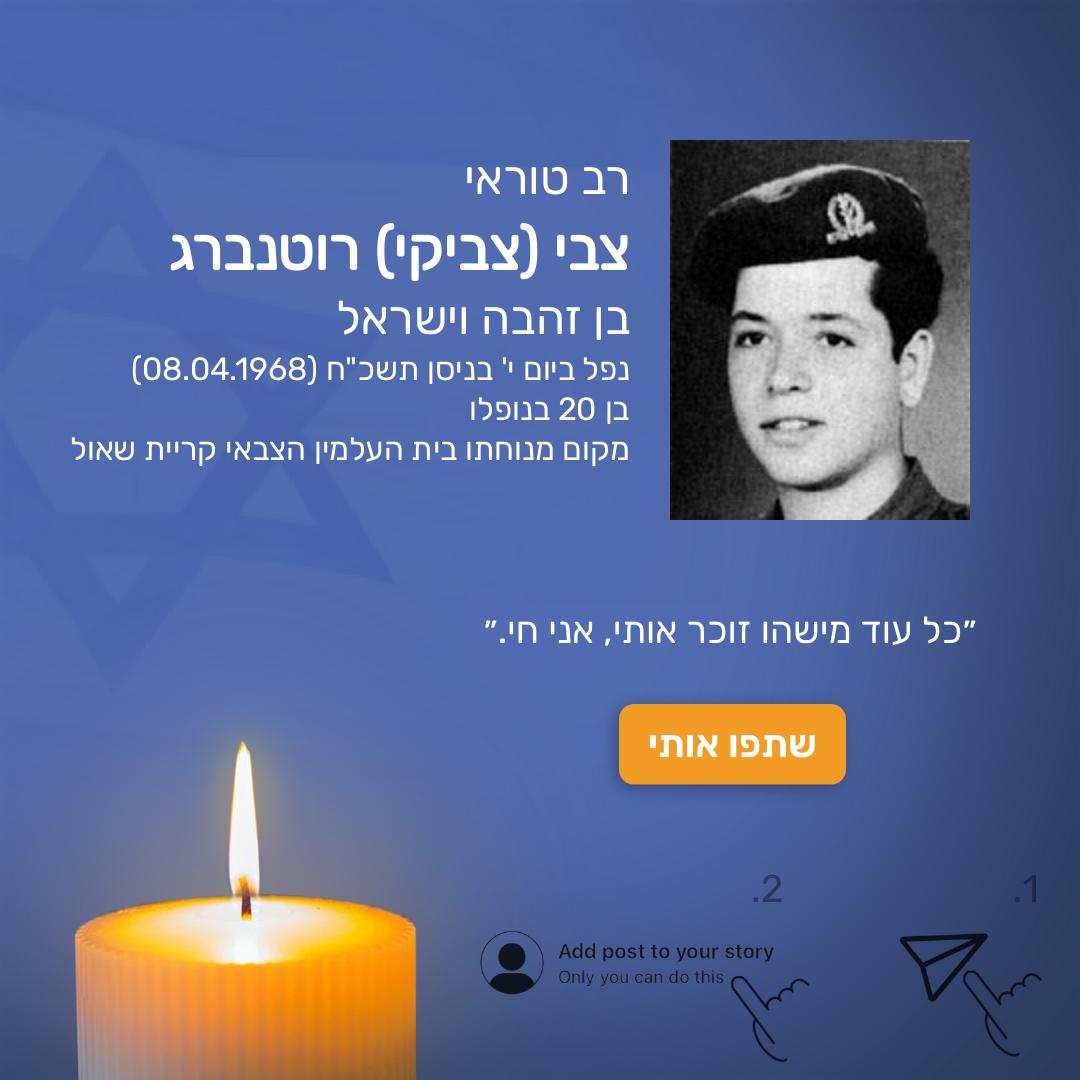 רב טוראי
צבי (צביקי) רוטנברג
בן זהבה וישראל
נפל ביום י' בניסן תשכ"ח (08.04.1968)
בן 20 בנופלו
מקום מנוחתו בית העלמין הצבאי קריית שאול
״כל עוד מישהו זוכר אותי, אני חי.״
שתפו אותי
1.
2.
Add post to your story
Only you can do this